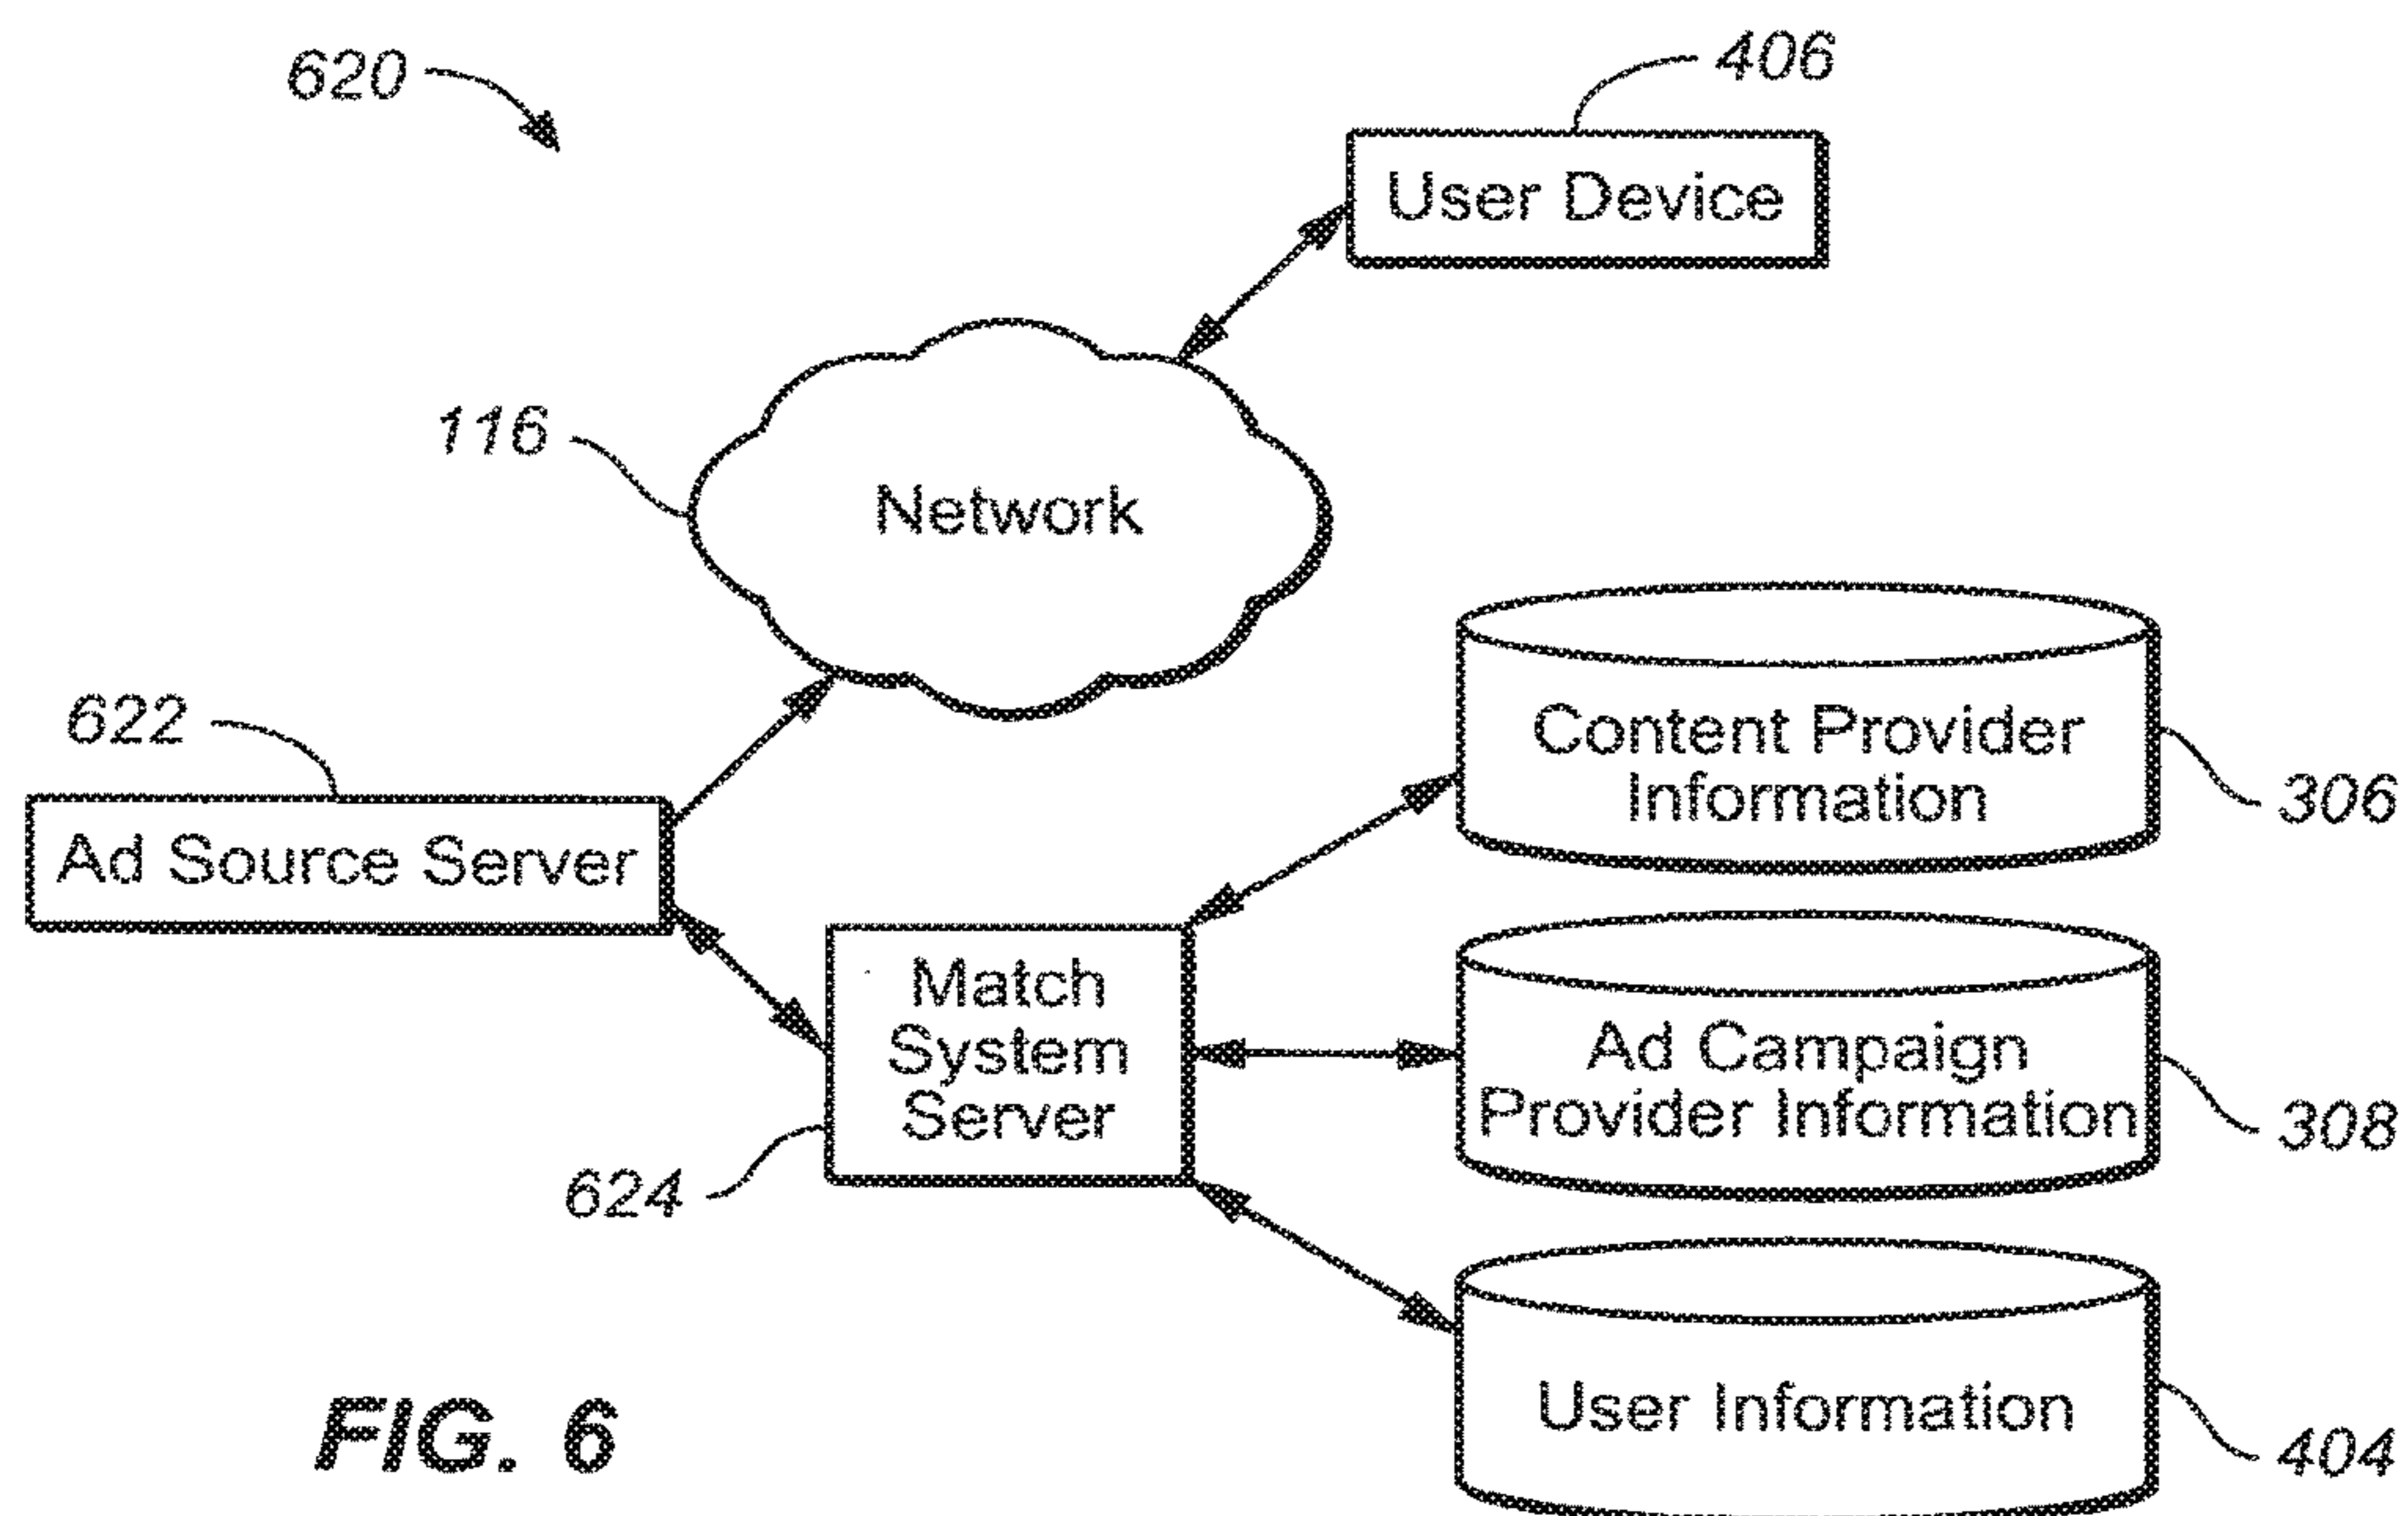 620
406
User Device
116
Network
622
Ad Source Server
Content Provider
Information
306
Match
System
Server
624
Ad Campaign
Provider Information
308
User Information
404
FIG. 6